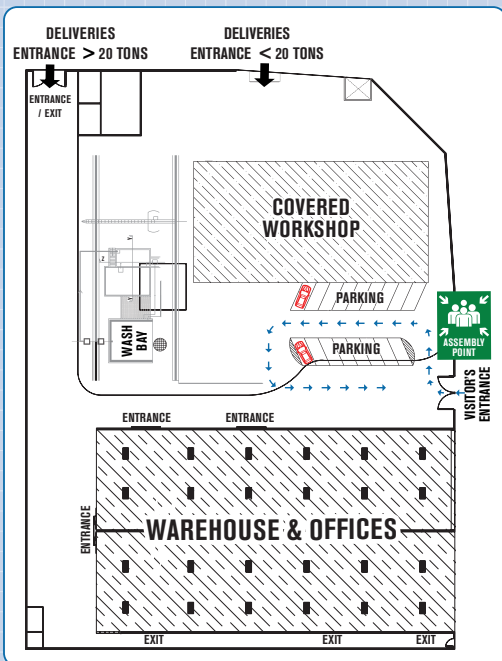 DELIVERIES
ENTRANCE > 20 TONS
DELIVERIES
ENTRANCE < 20 TONS
ENTRANCE
/ EXIT
COVERED
WORKSHOP
PARKING
PARKING
ASSEMBLY
POINT
VISITOR'S
ENTRANCE
WASH
BAY
ENTRANCE
ENTRANCE
ENTRANCE
WAREHOUSE & OFFICES
EXIT
EXIT
EXIT